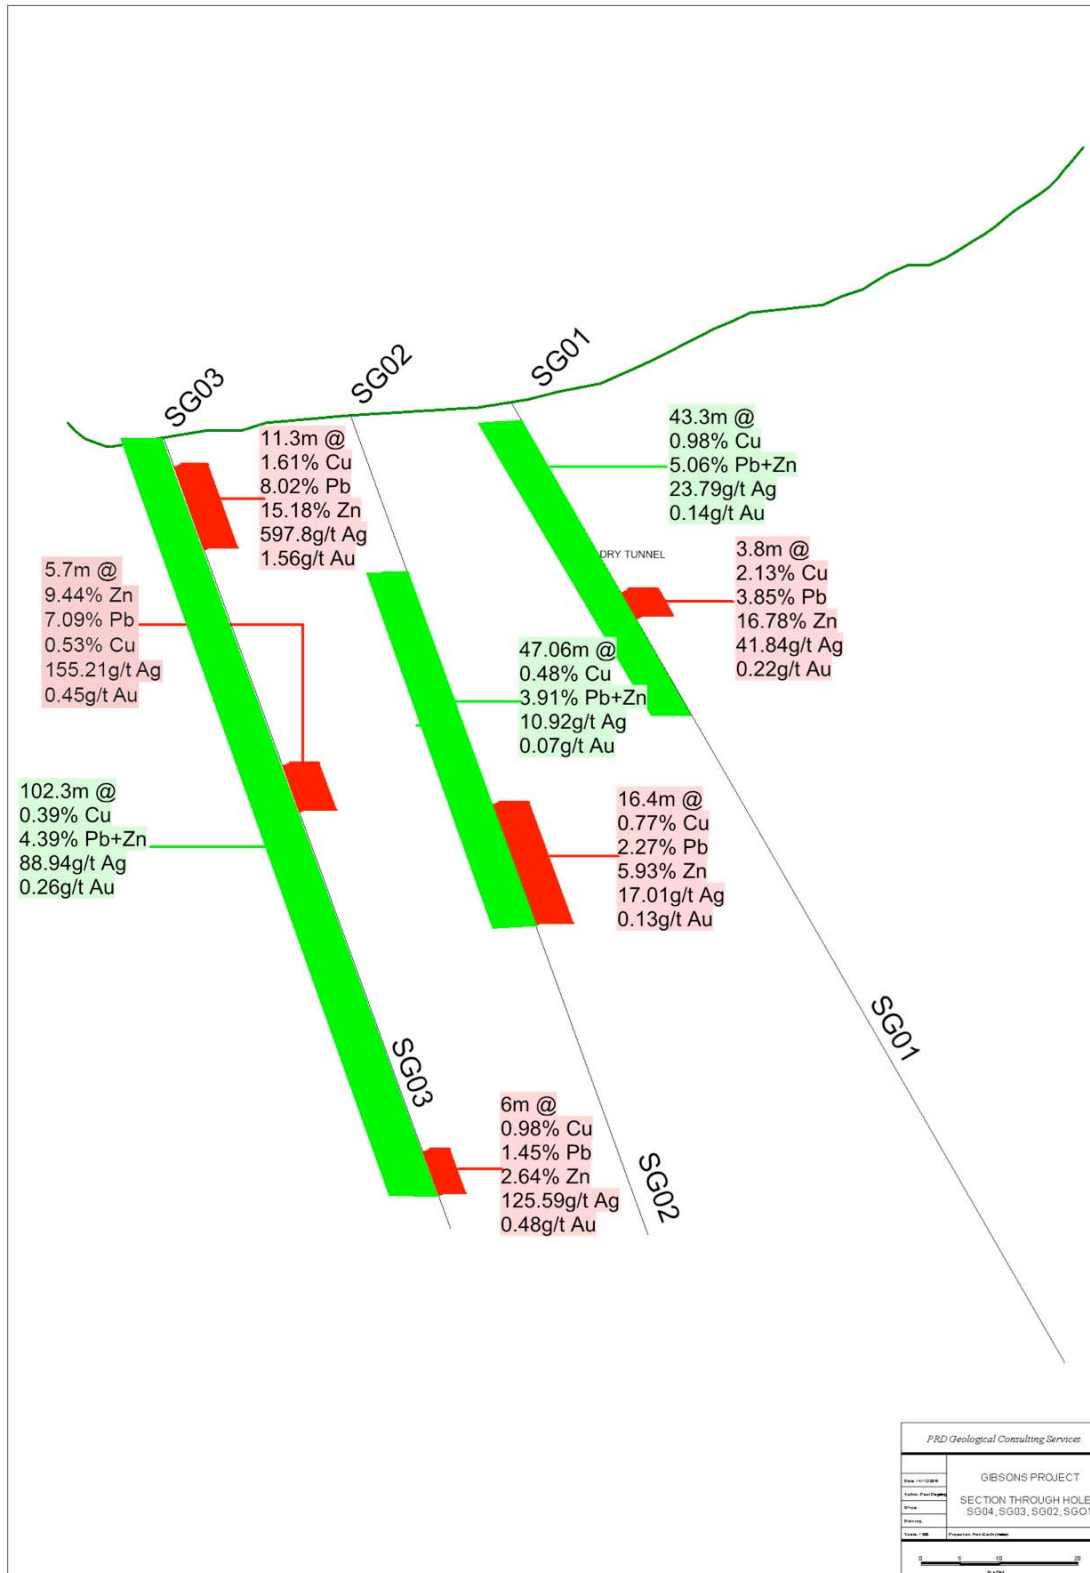 SG03
SG02
SG01
11.3m @
1.61% Cu
8.02% Pb
15.18% Zn
597.8g/t Ag
1.56g/t Au
43.3m @
0.98% Cu
5.06% Pb+Zn
23.79g/t Ag
0.14g/t Au
DRY TUNNEL
3.8m @
2.13% Cu
3.85% Pb
16.78% Zn
41.84g/t Ag
0.22g/t Au
5.7m @
9.44% Zn
7.09% Pb
0.53% Cu
155.21g/t Ag
0.45g/t Au
47.06m @
0.48% Cu
3.91% Pb+Zn
10.92g/t Ag
0.07g/t Au
102.3m @
0.39% Cu
4.39% Pb+Zn
88.94g/t Ag
0.26g/t Au
16.4m @
0.77% Cu
2.27% Pb
5.93% Zn
17.01g/t Ag
0.13g/t Au
SG01
SG03
6m @
0.98% Cu
1.45% Pb
2.64% Zn
125.59g/t Ag
0.48g/t Au
SG02
PRD Geological Consulting Services
GIBSONS PROJECT
SECTION THROUGH HOLE
SG04, SG03, SG02, SG01
0 5 10 20